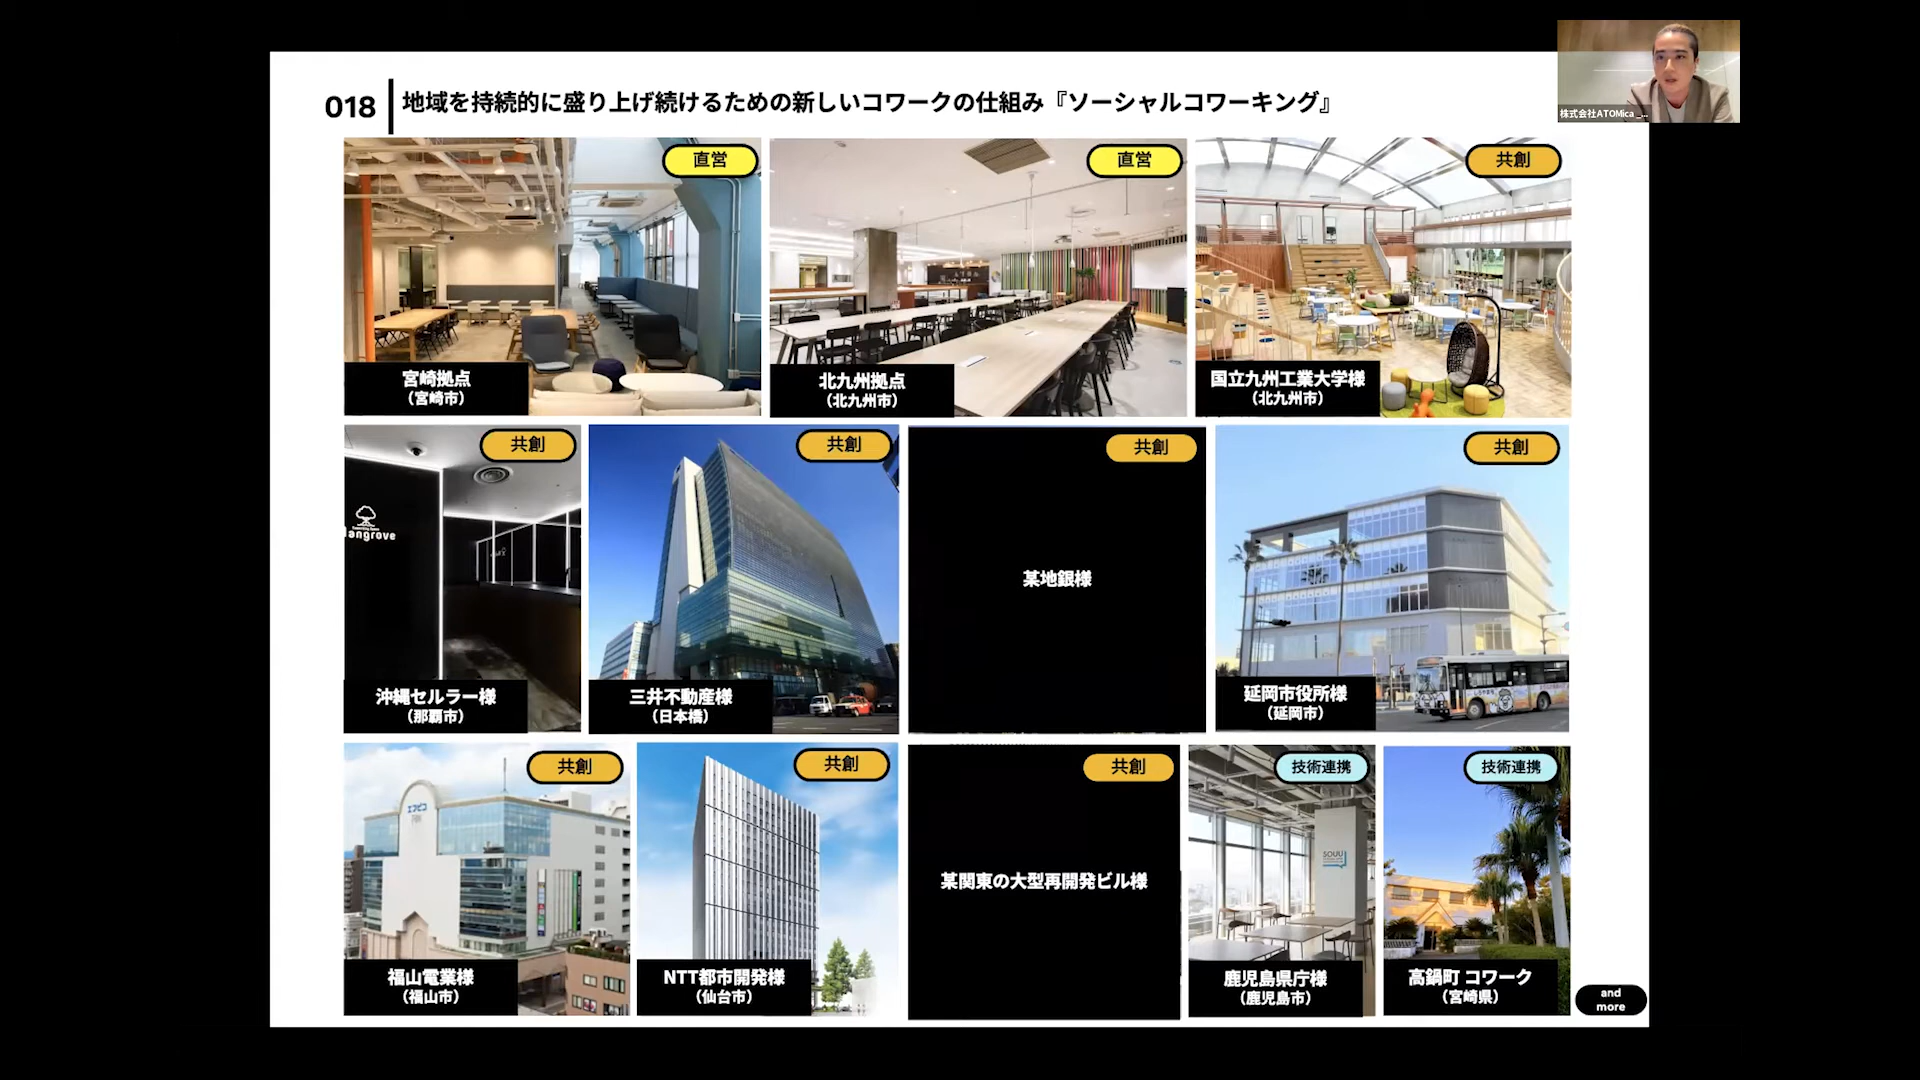 018
地域を持続的に盛り上げ続けるための新しいコワークの仕組み『ソーシャルコワーキング』
株式会社ATOMica _...
直営
宮崎拠点
（宮崎市）
直営
北九州拠点
（北九州市）
共創
国立九州工業大学様
（北九州市）
共創
angrove
沖縄セルラー様
（那覇市）
共創
三井不動産様
（日本橋）
共創
某地銀様
共創
延岡市役所様
（延岡市）
共創
エフピコ
福山電業様
（福山市）
共創
NTT都市開発様
（仙台市）
共創
某関東の大型再開発ビル様
技術連携
SOUU
鹿児島県庁様
（鹿児島市）
技術連携
高鍋町 コワーク
（宮崎県）
and
more